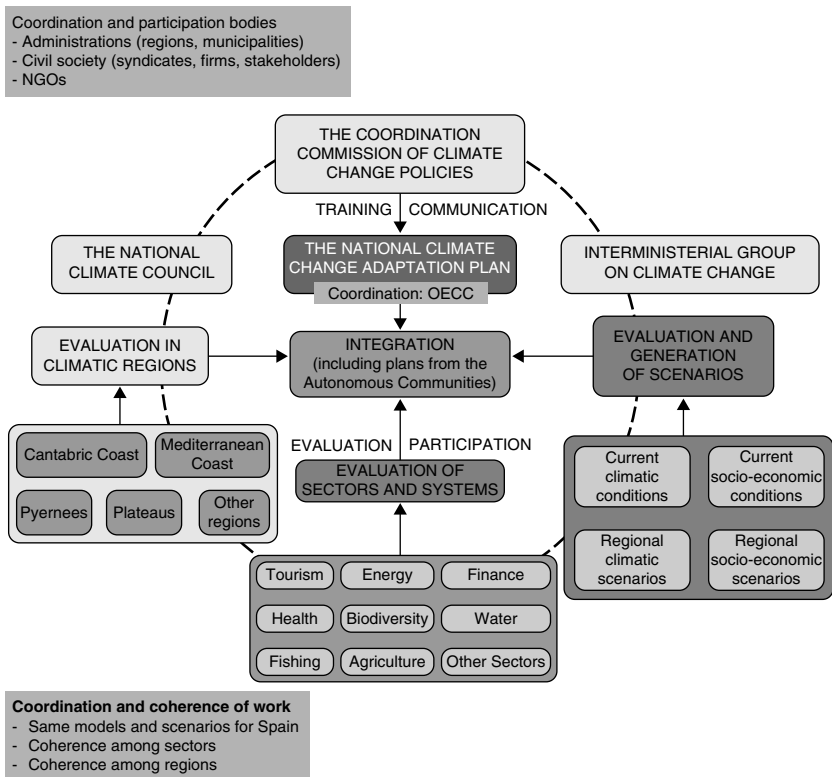 Coordination and participation bodies
- Administrations (regions, municipalities)
- Civil society (syndicates, firms, stakeholders)
- NGOs
THE COORDINATION
COMMISSION OF CLIMATE
CHANGE POLICIES
TRAINING COMMUNICATION
THE NATIONAL
CLIMATE COUNCIL
THE NATIONAL CLIMATE
CHANGE ADAPTATION PLAN
Coordination: OECC
INTERMINISTERIAL GROUP
ON CLIMATE CHANGE
EVALUATION IN
CLIMATIC REGIONS
INTEGRATION
(including plans from the
Autonomous Communities)
EVALUATION AND
GENERATION
OF SCENARIOS
Cantabric Coast
Mediterranean
Coast
Pyernees
Plateaus
Other
regions
EVALUATION PARTICIPATION
EVALUATION OF
SECTORS AND SYSTEMS
Current
climatic
conditions
Current
socio-economic
conditions
Regional
climatic
scenarios
Regional
socio-economic
scenarios
Tourism
Energy
Finance
Health
Biodiversity
Water
Fishing
Agriculture
Other Sectors
Coordination and coherence of work
- Same models and scenarios for Spain
- Coherence among sectors
- Coherence among regions